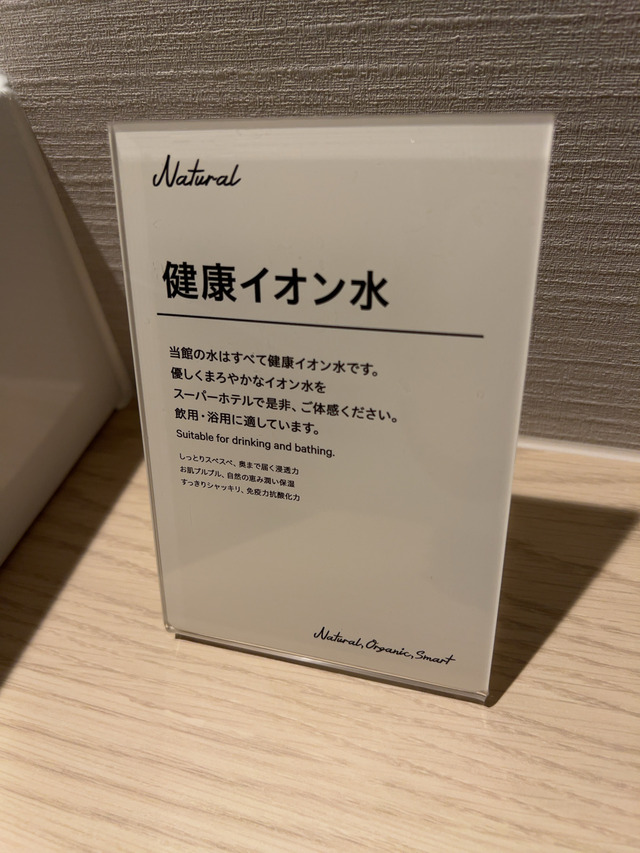 Natural
健康イオン水
当館の水はすべて健康イオン水です。
優しくまろやかなイオン水を
スーパーホテルで是非、ご体感ください。
飲用・浴用に適しています。
Suitable for drinking and bathing.
しっとりスベスベ、奥まで届く浸透力
お肌プルプル、自然の恵み潤い保湿
すっきりシャッキリ、免疫力抗酸化力
Natural, Organic, Smart